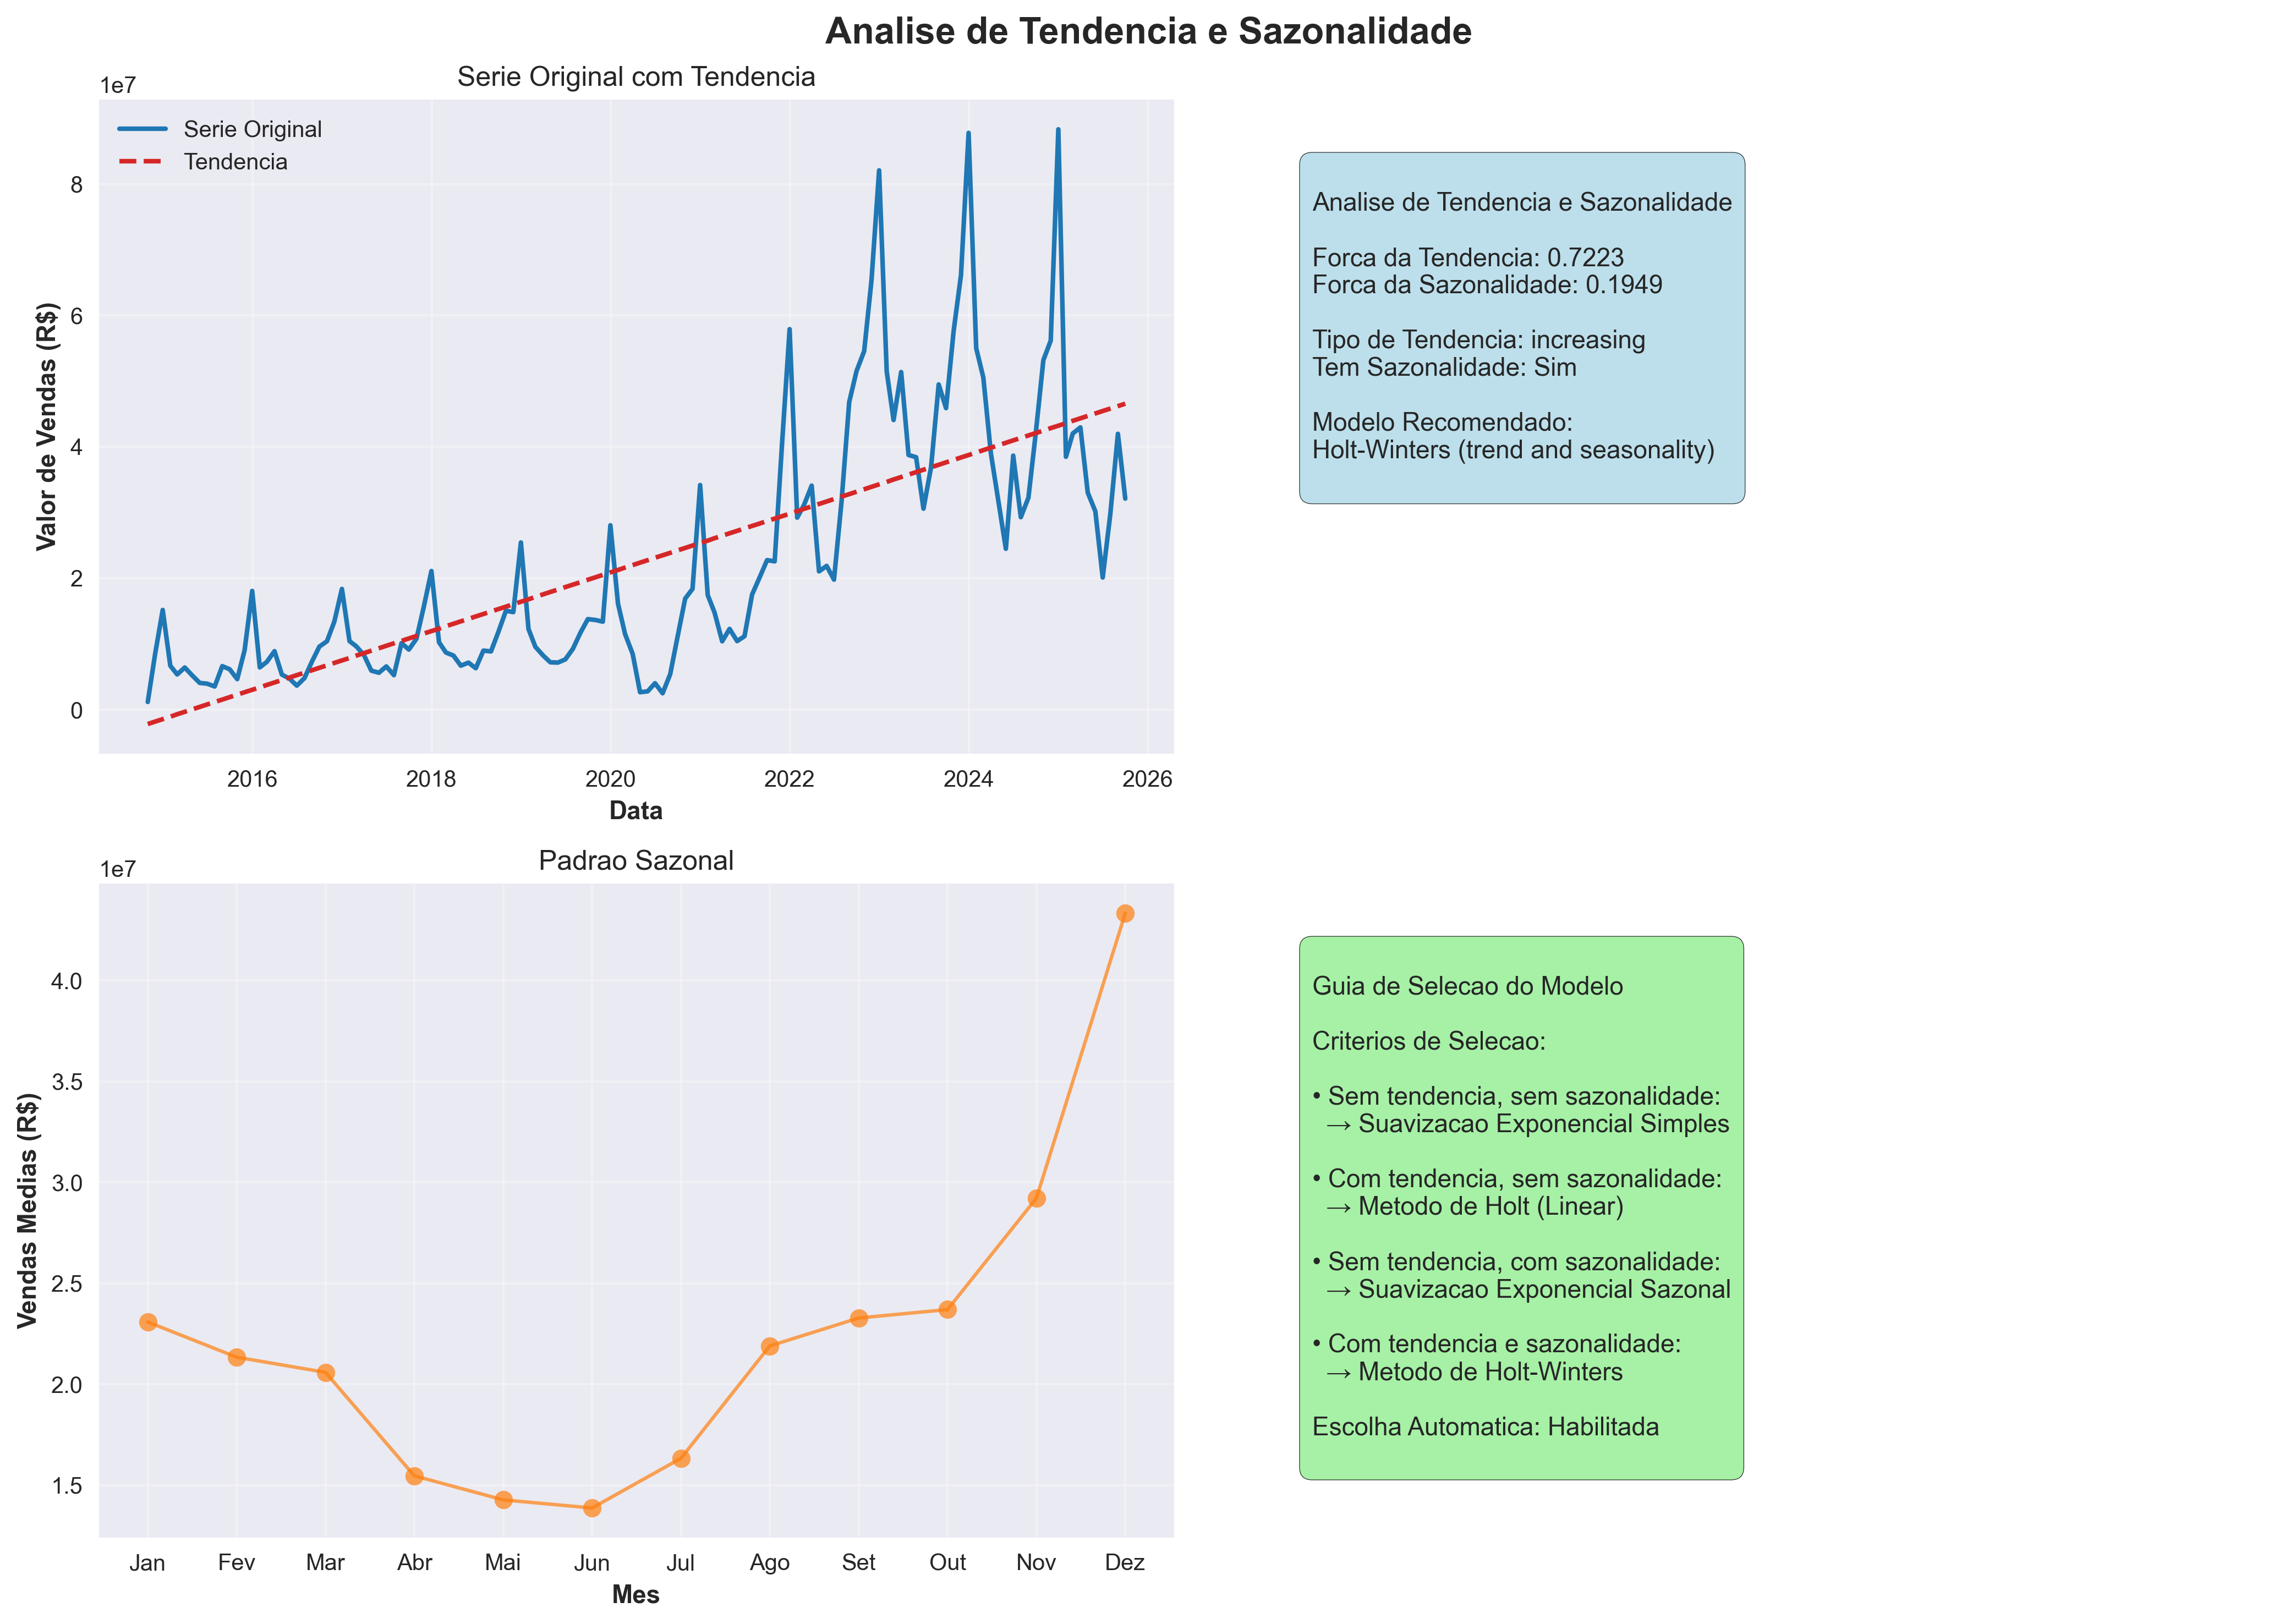 Analise de Tendencia e Sazonalidade
Serie Original com Tendencia
1e7
Serie Original
Tendencia
8
6
4
2
0
Valor de Vendas (R$)
2016
2018
2020
2022
2024
2026
Data
Analise de Tendencia e Sazonalidade
Forca da Tendencia: 0.7223
Forca da Sazonalidade: 0.1949
Tipo de Tendencia: increasing
Tem Sazonalidade: Sim
Modelo Recomendado:
Holt-Winters (trend and seasonality)
Padrao Sazonal
1e7
4.0
3.5
3.0
2.5
2.0
1.5
Vendas Medias (R$)
Jan
Fev
Mar
Abr
Mai
Jun
Jul
Ago
Set
Out
Nov
Dez
Mes
Guia de Selecao do Modelo
Criterios de Selecao:
• Sem tendencia, sem sazonalidade:
→ Suavizacao Exponencial Simples
• Com tendencia, sem sazonalidade:
→ Metodo de Holt (Linear)
• Sem tendencia, com sazonalidade:
→ Suavizacao Exponencial Sazonal
• Com tendencia e sazonalidade:
→ Metodo de Holt-Winters
Escolha Automatica: Habilitada